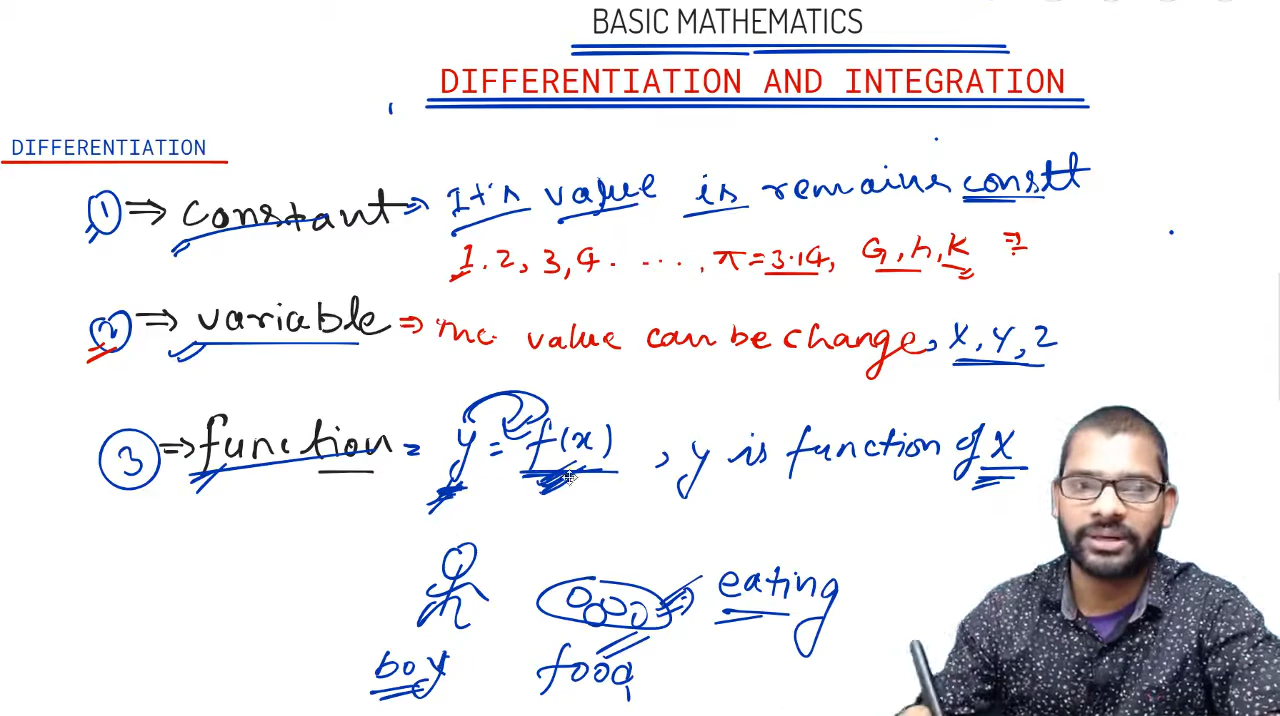 BASIC MATHEMATICS
DIFFERENTIATION AND INTEGRATION
DIFFERENTIATION
1 ⇒ constant ⇒ It's value is remains constt
1, 2, 3, 4 . . . . . , π = 3.14, G, h, K
2 ⇒ variable ⇒ value can be change, X, Y, Z
3 ⇒ function = y = f(x) , y is function of X
eating
boy food